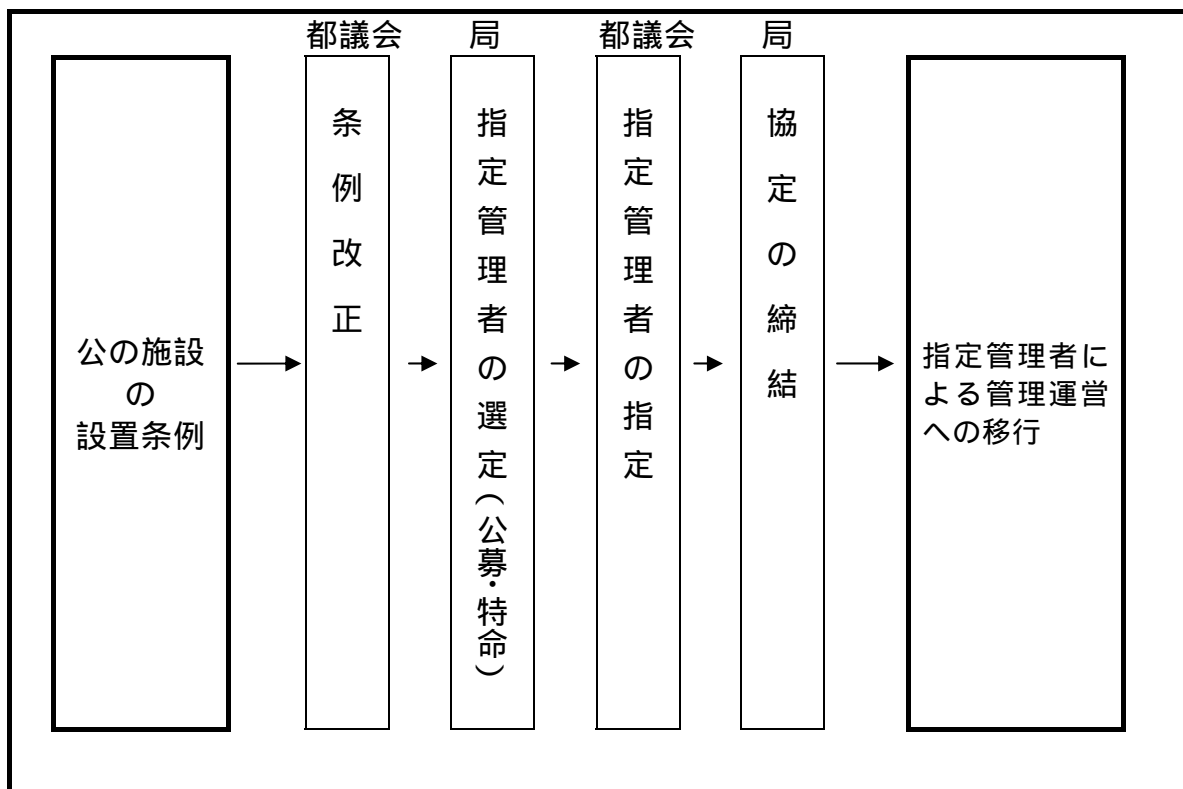 都議会 局 都議会 局
公の施設
の
設置条例
条例改正
指定管理者の選定(公募・特命)
指定管理者の指定
協定の締結
指定管理者に
よる管理運営
への移行